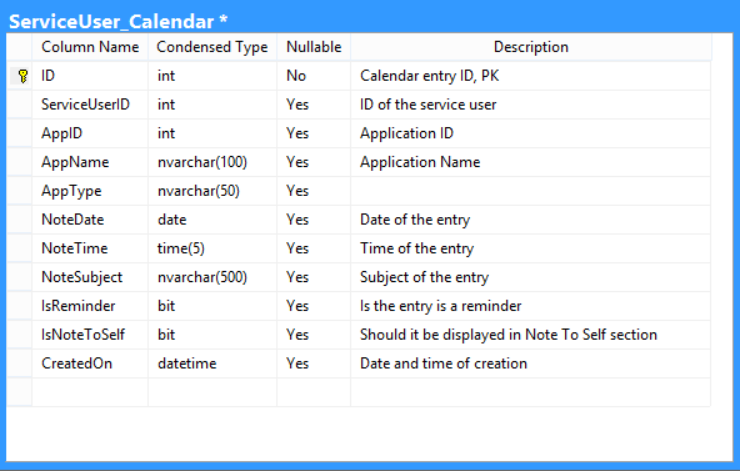 ServiceUser_Calendar *
Column Name Condensed Type Nullable Description
ID int No Calendar entry ID, PK
ServiceUserID int Yes ID of the service user
AppID int Yes Application ID
AppName nvarchar(100) Yes Application Name
AppType nvarchar(50) Yes
NoteDate date Yes Date of the entry
NoteTime time(5) Yes Time of the entry
NoteSubject nvarchar(500) Yes Subject of the entry
IsReminder bit Yes Is the entry is a reminder
IsNoteToSelf bit Yes Should it be displayed in Note To Self section
CreatedOn datetime Yes Date and time of creation